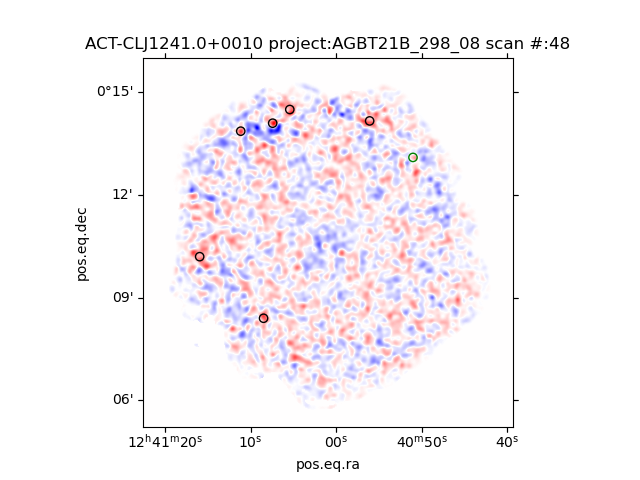 ACT-CLJ1241.0+0010 project:AGBT21B_298_08 scan #:48
0°15'
12'
09'
06'
pos.eq.dec
12ʰ41ᵐ20ˢ 10ˢ 00ˢ 40ᵐ50ˢ 40ˢ
pos.eq.ra